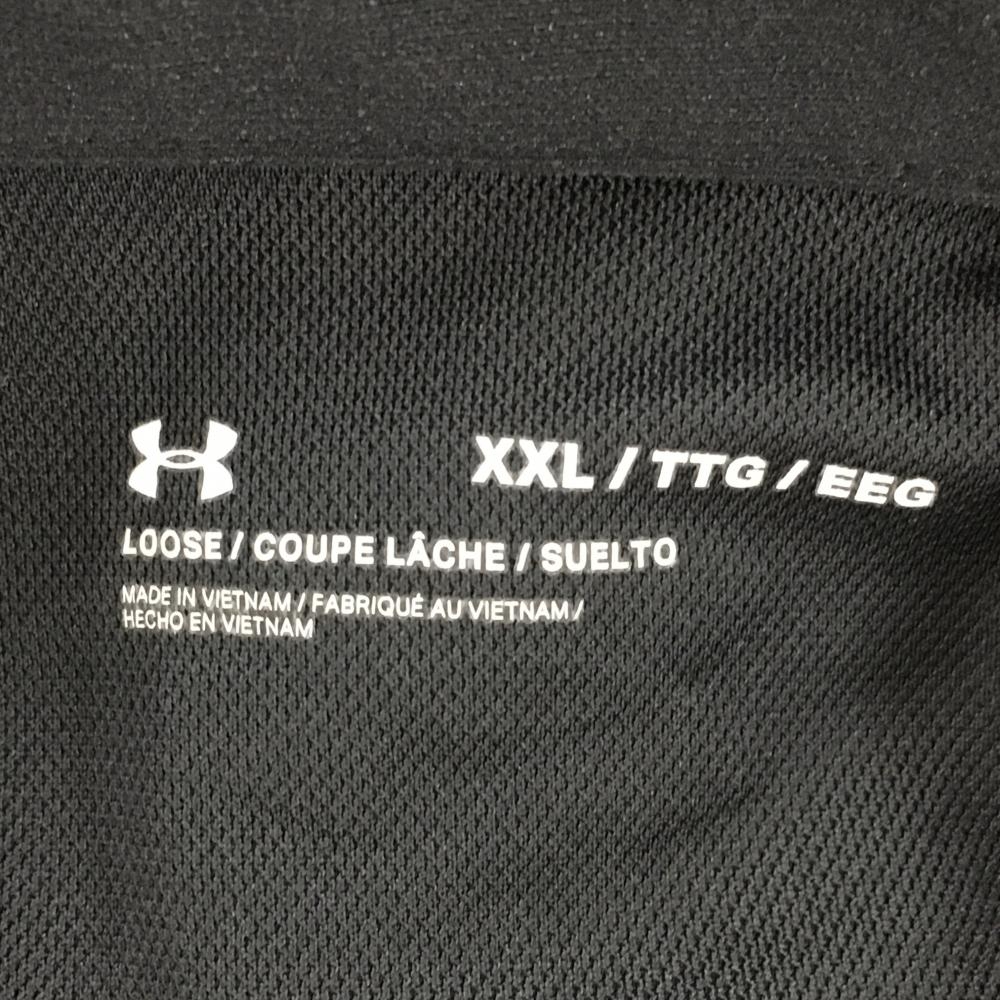 XXL / TTG / EEG
LOOSE / COUPE LÂCHE / SUELTO
MADE IN VIETNAM / FABRIQUÉ AU VIETNAM /
HECHO EN VIETNAM